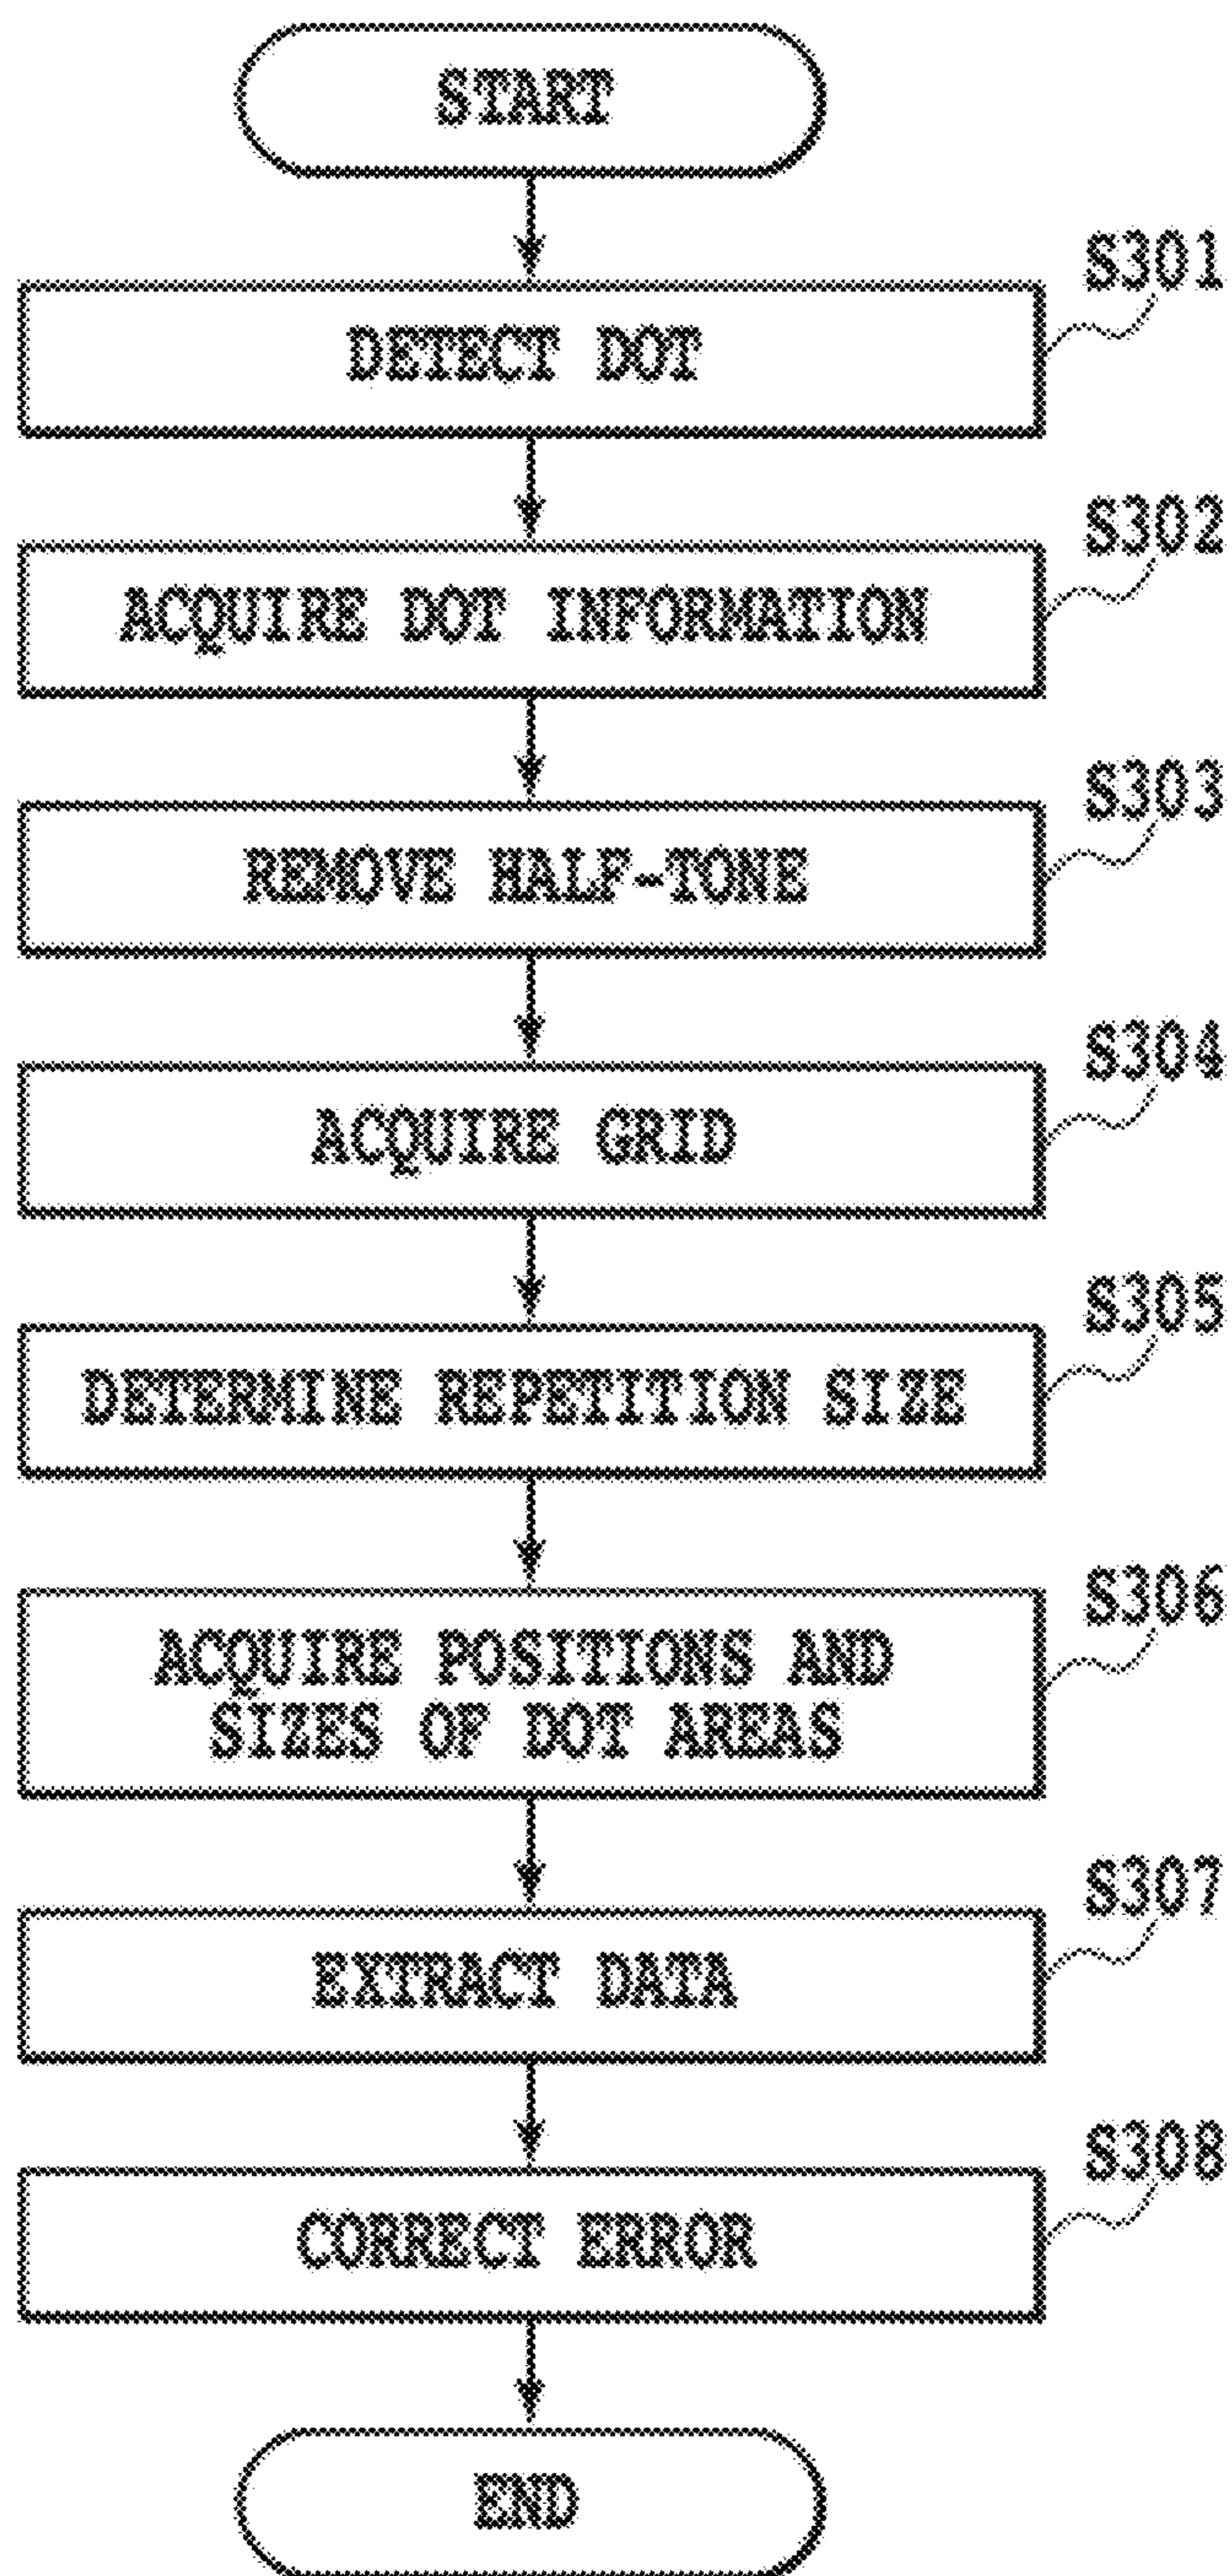 START
S301
DETECT DOT
S302
ACQUIRE DOT INFORMATION
S303
REMOVE HALF-TONE
S304
ACQUIRE GRID
S305
DETERMINE REPETITION SIZE
S306
ACQUIRE POSITIONS AND
SIZES OF DOT AREAS
S307
EXTRACT DATA
S308
CORRECT ERROR
END